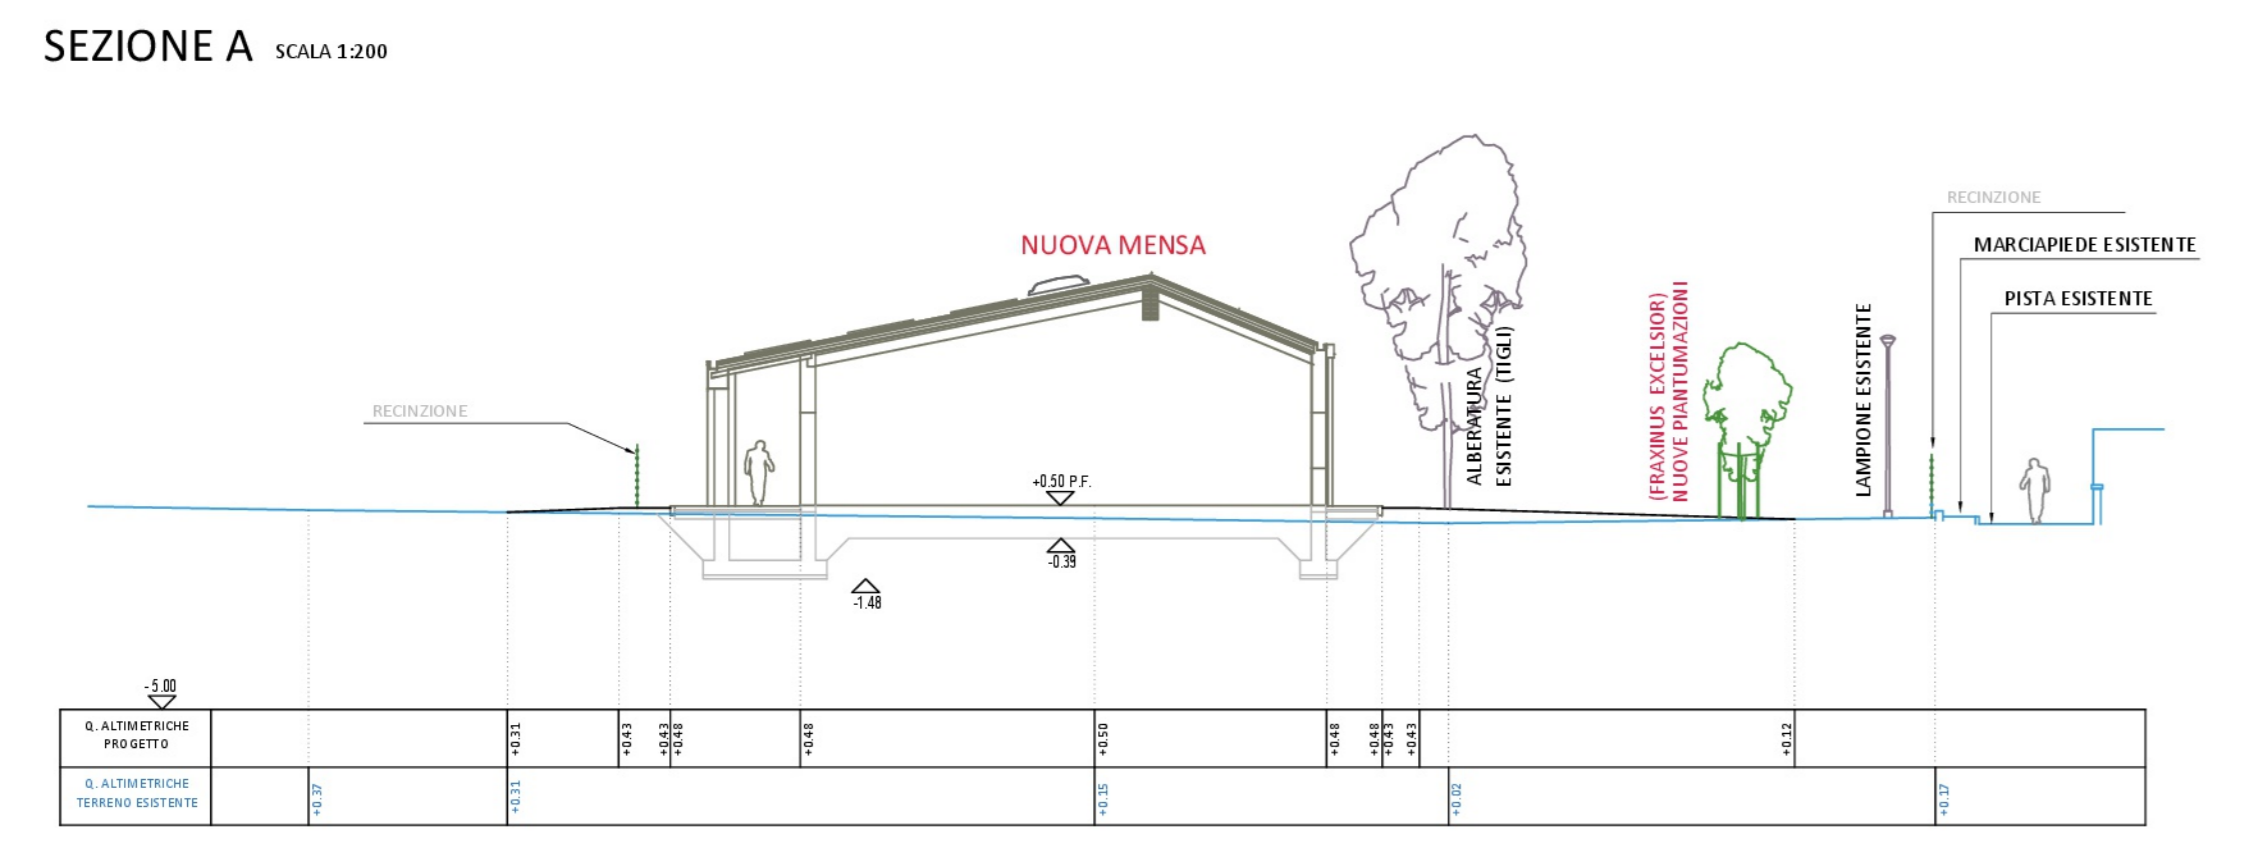 SEZIONE A SCALA 1:200
RECINZIONE
MARCIAPIEDE ESISTENTE
PISTA ESISTENTE
NUOVA MENSA
RECINZIONE
ALBERATURA
ESISTENTE (TIGLI)
(FRAXINUS EXCELSIOR)
NUOVE PIANTUMAZIONI
LAMPIONE ESISTENTE
+0.50 P.F.
-0.39
-1.48
- 5.00
Q. ALTIMETRICHE
PROGETTO
+0.31
+0.43
+0.43
+0.48
+0.48
+0.50
+0.48
+0.48
+0.43
+0.43
+0.12
Q. ALTIMETRICHE
TERRENO ESISTENTE
+0.37
+0.31
+0.15
+0.02
+0.17